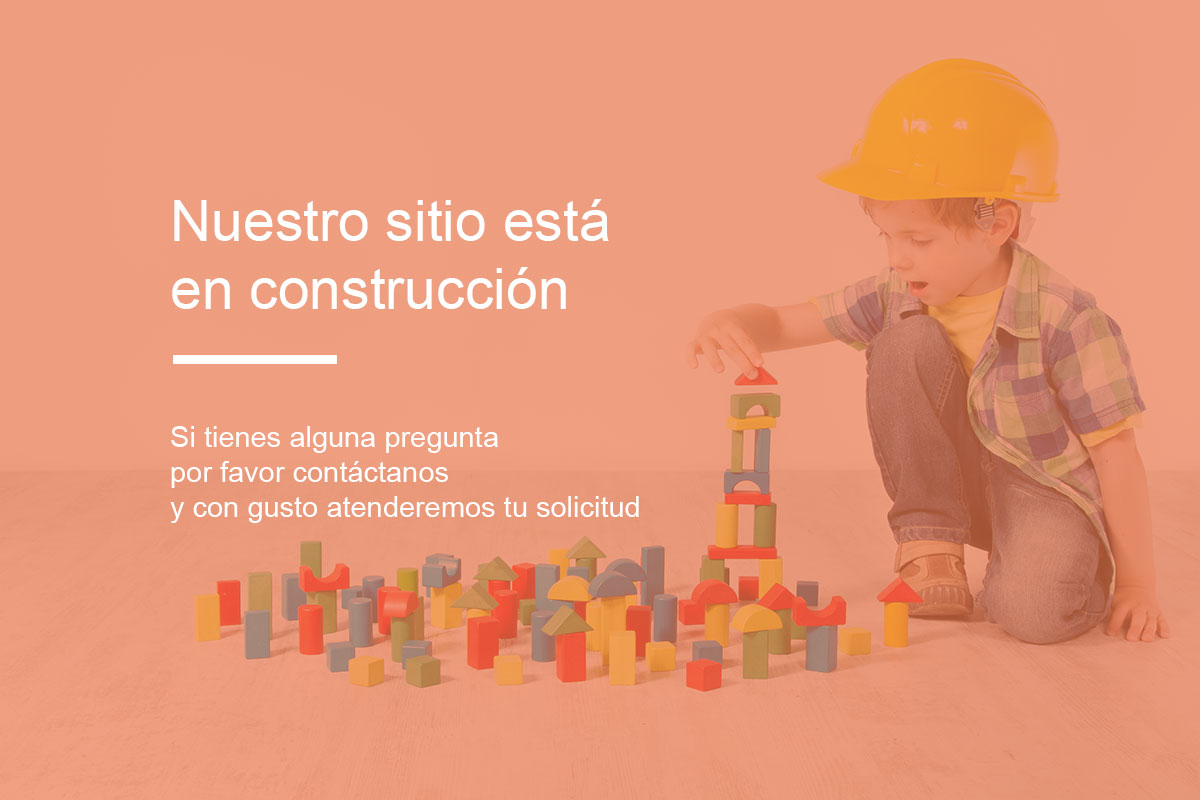 Nuestro sitio está
en construcción
Si tienes alguna pregunta
por favor contáctanos
y con gusto atenderemos tu solicitud